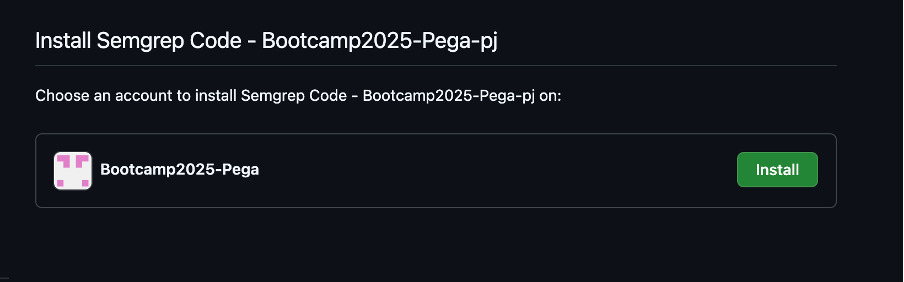 Install Semgrep Code - Bootcamp2025-Pega-pj
Choose an account to install Semgrep Code - Bootcamp2025-Pega-pj on:
Bootcamp2025-Pega
Install